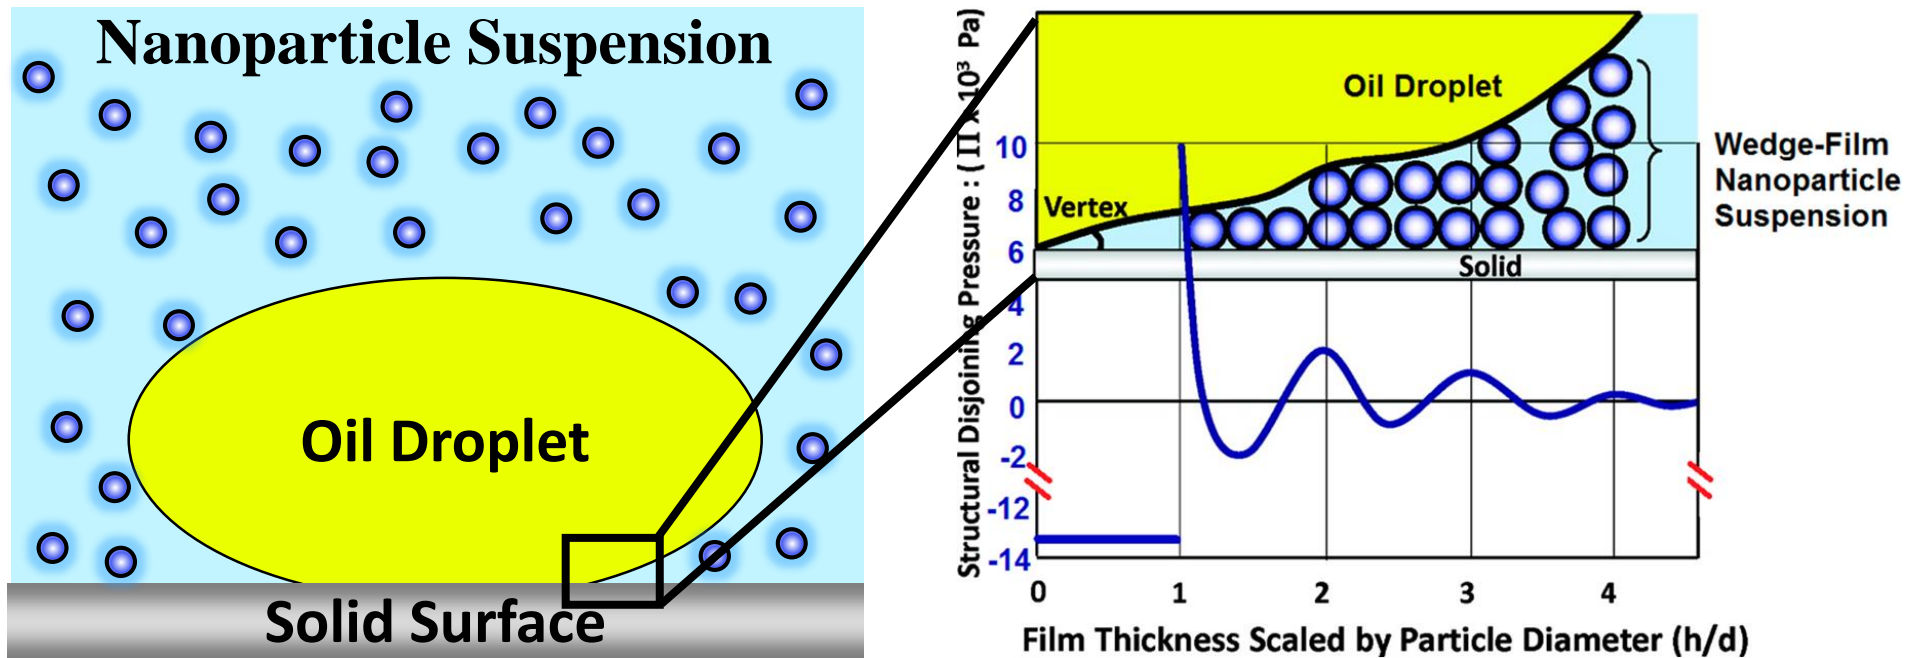 Nanoparticle Suspension
Oil Droplet
Solid Surface
Structural Disjoining Pressure : ( Π x 10³ Pa)
Oil Droplet
Vertex
Solid
Wedge-Film
Nanoparticle
Suspension
10
8
6
4
2
0
-2
-12
-14
0 1 2 3 4
Film Thickness Scaled by Particle Diameter (h/d)